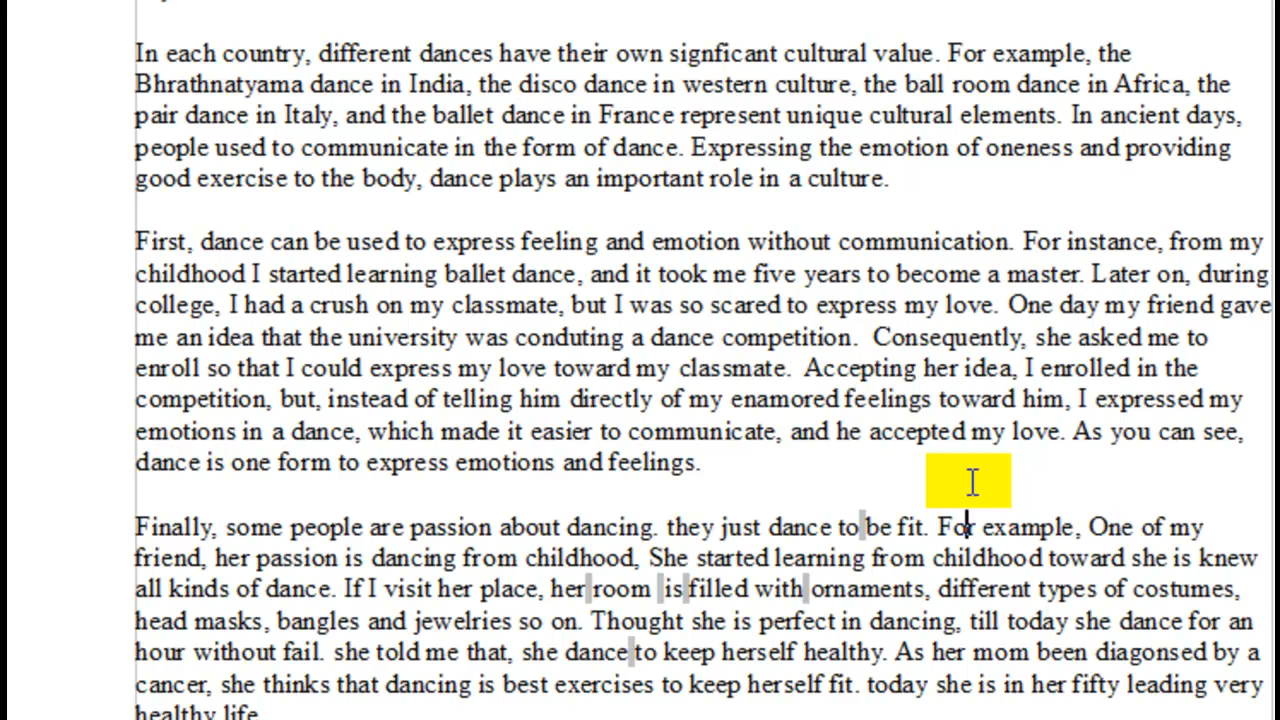 In each country, different dances have their own signficant cultural value. For example, the
Bhrathnatyama dance in India, the disco dance in western culture, the ball room dance in Africa, the
pair dance in Italy, and the ballet dance in France represent unique cultural elements. In ancient days,
people used to communicate in the form of dance. Expressing the emotion of oneness and providing
good exercise to the body, dance plays an important role in a culture.
First, dance can be used to express feeling and emotion without communication. For instance, from my
childhood I started learning ballet dance, and it took me five years to become a master. Later on, during
college, I had a crush on my classmate, but I was so scared to express my love. One day my friend gave
me an idea that the university was conduting a dance competition.  Consequently, she asked me to
enroll so that I could express my love toward my classmate.  Accepting her idea, I enrolled in the
competition, but, instead of telling him directly of my enamored feelings toward him, I expressed my
emotions in a dance, which made it easier to communicate, and he accepted my love. As you can see,
dance is one form to express emotions and feelings.
Finally, some people are passion about dancing. they just dance to be fit. For example, One of my
friend, her passion is dancing from childhood, She started learning from childhood toward she is knew
all kinds of dance. If I visit her place, her room  is filled with ornaments, different types of costumes,
head masks, bangles and jewelries so on. Thought she is perfect in dancing, till today she dance for an
hour without fail. she told me that, she dance to keep herself healthy. As her mom been diagonsed by a
cancer, she thinks that dancing is best exercises to keep herself fit. today she is in her fifty leading very
healthy life.